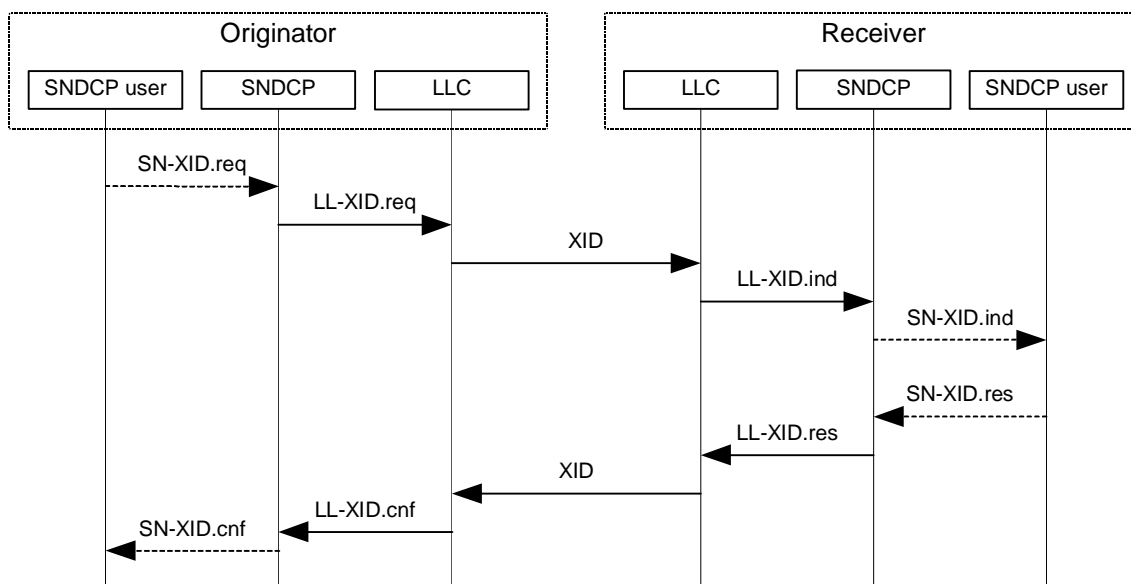 Originator
Receiver
SNDCP user
SNDCP
LLC
LLC
SNDCP
SNDCP user
SN-XID.req
LL-XID.req
XID
LL-XID.ind
SN-XID.ind
SN-XID.res
LL-XID.res
XID
LL-XID.cnf
SN-XID.cnf